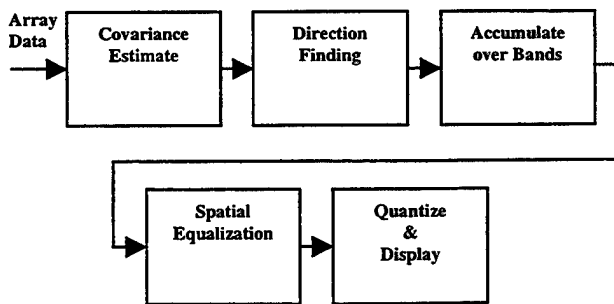 Array
Data
Covariance
Estimate
Direction
Finding
Accumulate
over Bands
Spatial
Equalization
Quantize
&
Display